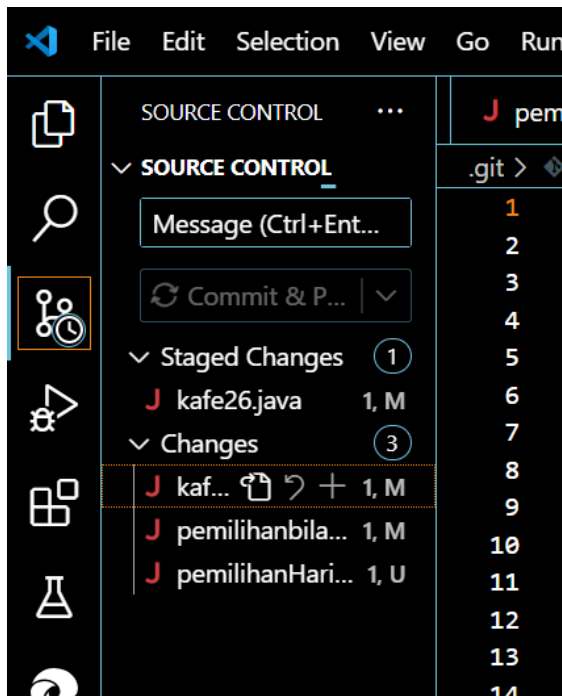 File Edit Selection View Go Run
SOURCE CONTROL ...
SOURCE CONTROL
Message (Ctrl+Ent...
Commit & P...
Staged Changes 1
J kafe26.java 1, M
Changes 3
J kaf... 1, M
J pemilihanbila... 1, M
J pemilihanHari... 1, U
J pem
.git >
1
2
3
4
5
6
7
8
9
10
11
12
13
14